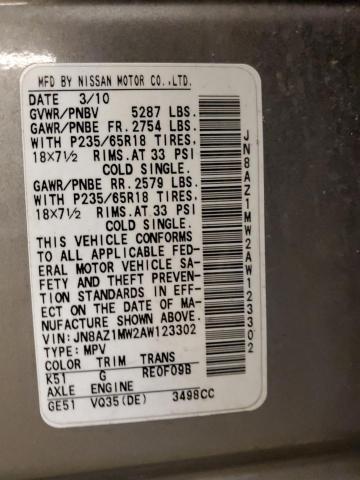 MFD BY NISSAN MOTOR CO.,LTD.
DATE 3/10
GVWR/PNBV 5287 LBS.
GAWR/PNBE FR. 2754 LBS.
WITH P235/65R18 TIRES,
18×7½ RIMS.AT 33 PSI
COLD SINGLE.
GAWR/PNBE RR. 2579 LBS.
WITH P235/65R18 TIRES,
18×7½ RIMS.AT 33 PSI
COLD SINGLE.
THIS VEHICLE CONFORMS
TO ALL APPLICABLE FED-
ERAL MOTOR VEHICLE SA-
FETY AND THEFT PREVEN-
TION STANDARDS IN EFF-
ECT ON THE DATE OF MA-
NUFACTURE SHOWN ABOVE.
VIN:JN8AZ1MW2AW123302
TYPE:MPV
COLOR TRIM TRANS
K51 G RE0F09B
AXLE ENGINE
GE51 VQ35(DE) 3498CC
JN8AZ1MW2AW123302